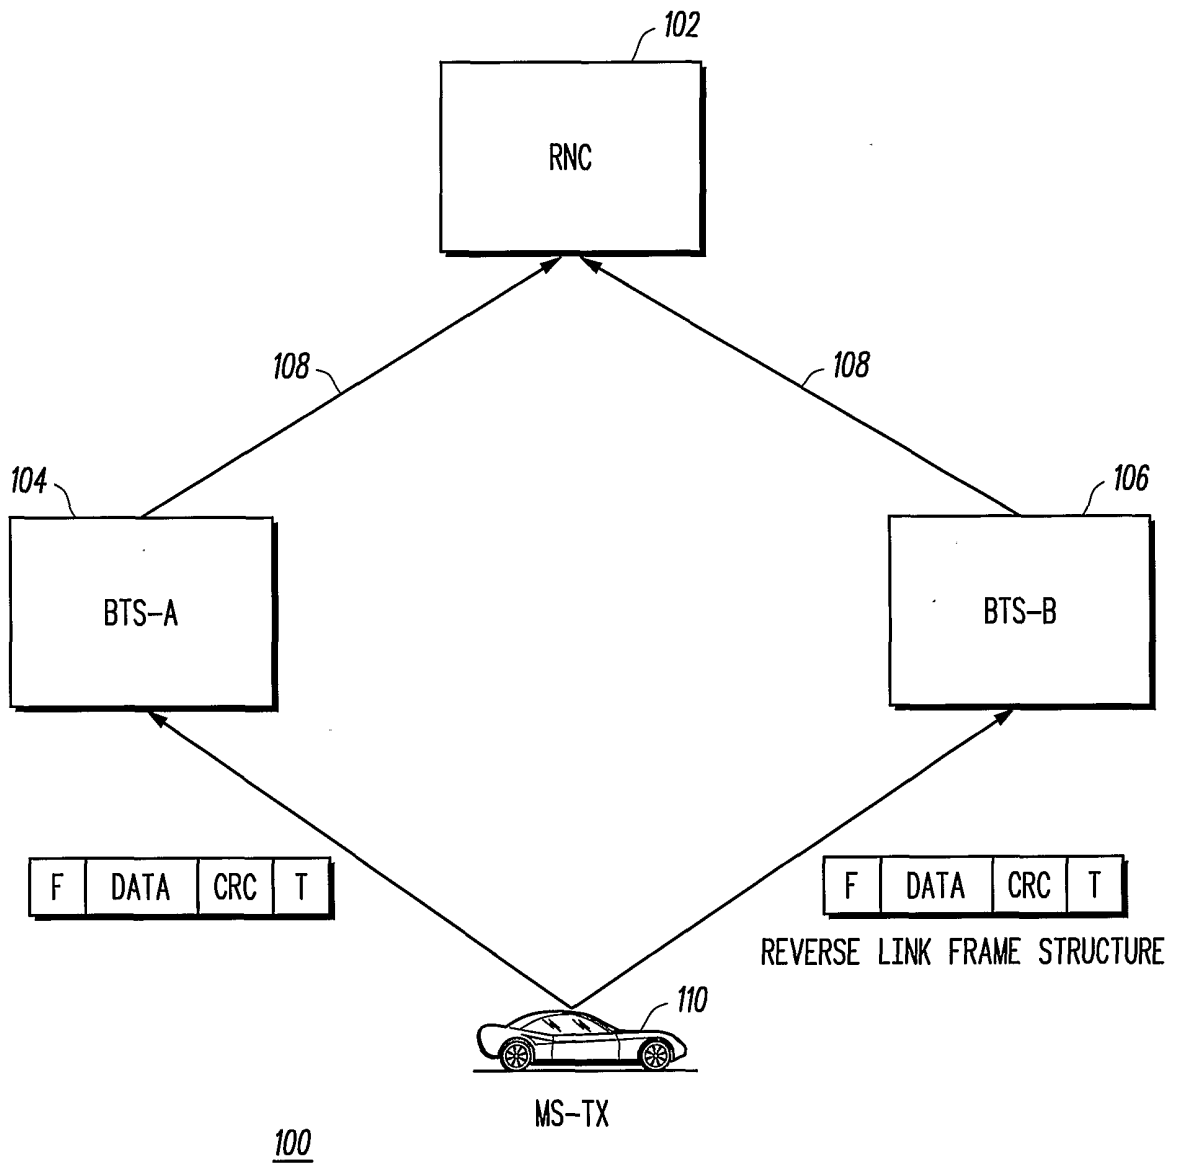 102
RNC
108
108
104
106
BTS-A
BTS-B
F DATA CRC T
F DATA CRC T
REVERSE LINK FRAME STRUCTURE
110
MS-TX
100